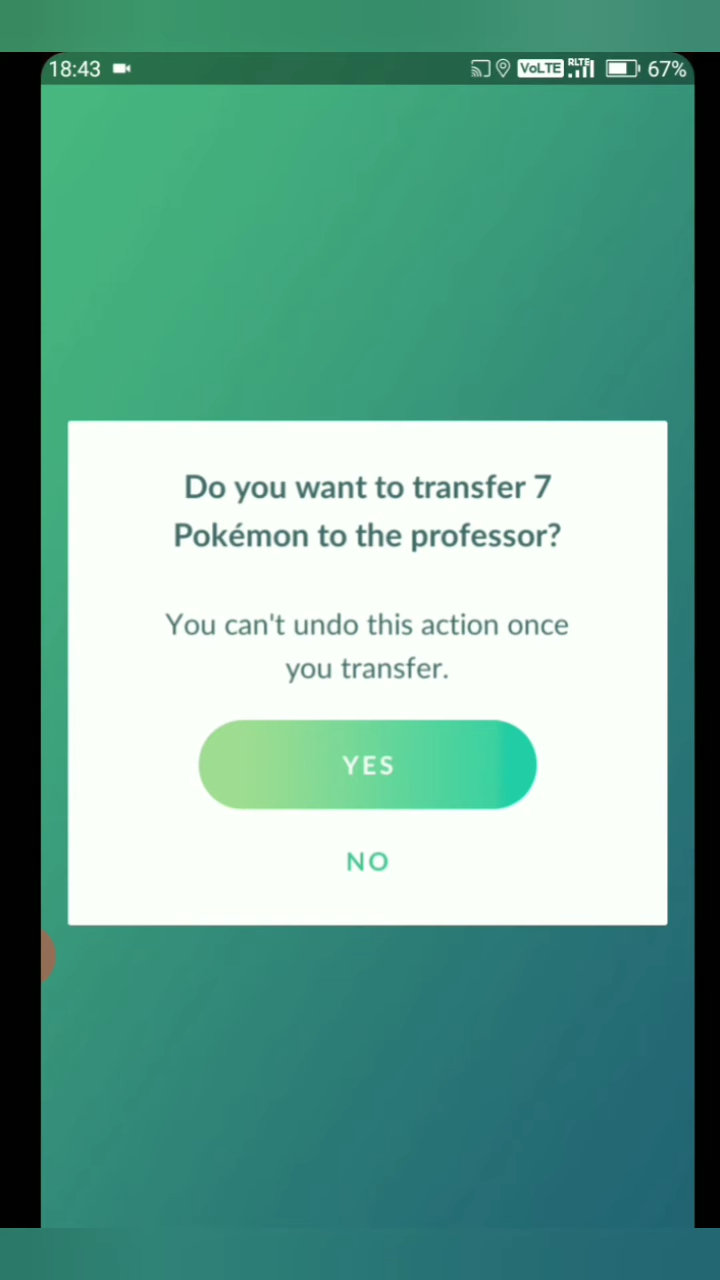 18:43 VoLTE RLTE 67%
Do you want to transfer 7
Pokémon to the professor?
You can't undo this action once
you transfer.
YES
NO